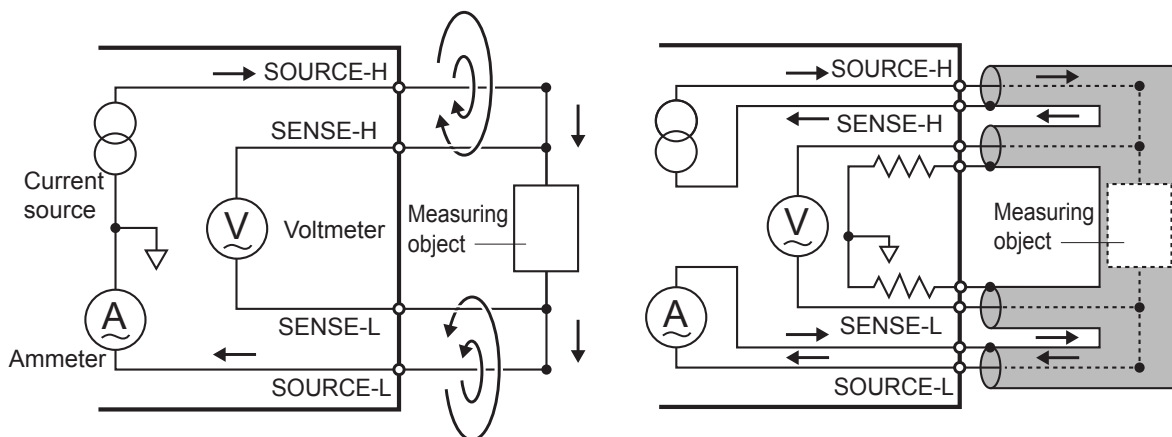 SOURCE-H
SENSE-H
Current
source
V
Voltmeter
Measuring
object
A
Ammeter
SENSE-L
SOURCE-L
SOURCE-H
SENSE-H
V
Measuring
object
A
SENSE-L
SOURCE-L